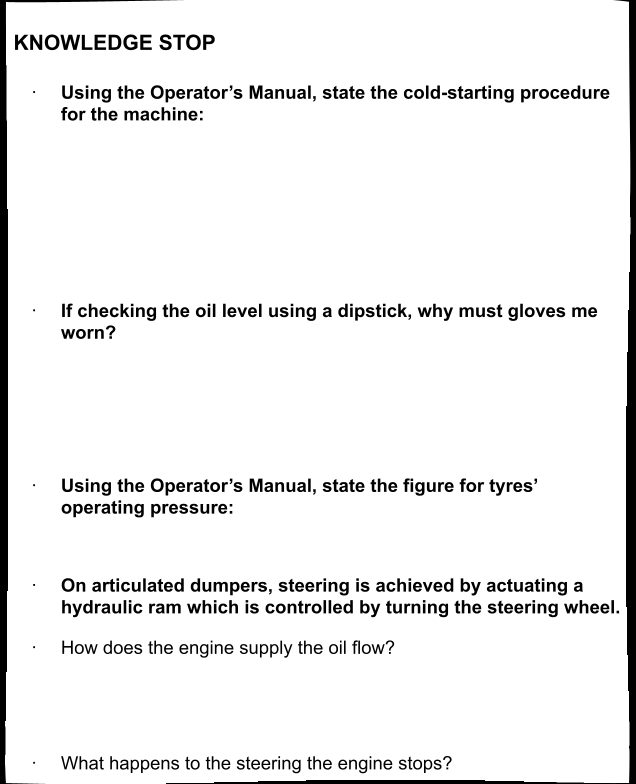 KNOWLEDGE STOP
· Using the Operator’s Manual, state the cold-starting procedure
for the machine:
· If checking the oil level using a dipstick, why must gloves me
worn?
· Using the Operator’s Manual, state the figure for tyres’
operating pressure:
· On articulated dumpers, steering is achieved by actuating a
hydraulic ram which is controlled by turning the steering wheel.
· How does the engine supply the oil flow?
· What happens to the steering the engine stops?